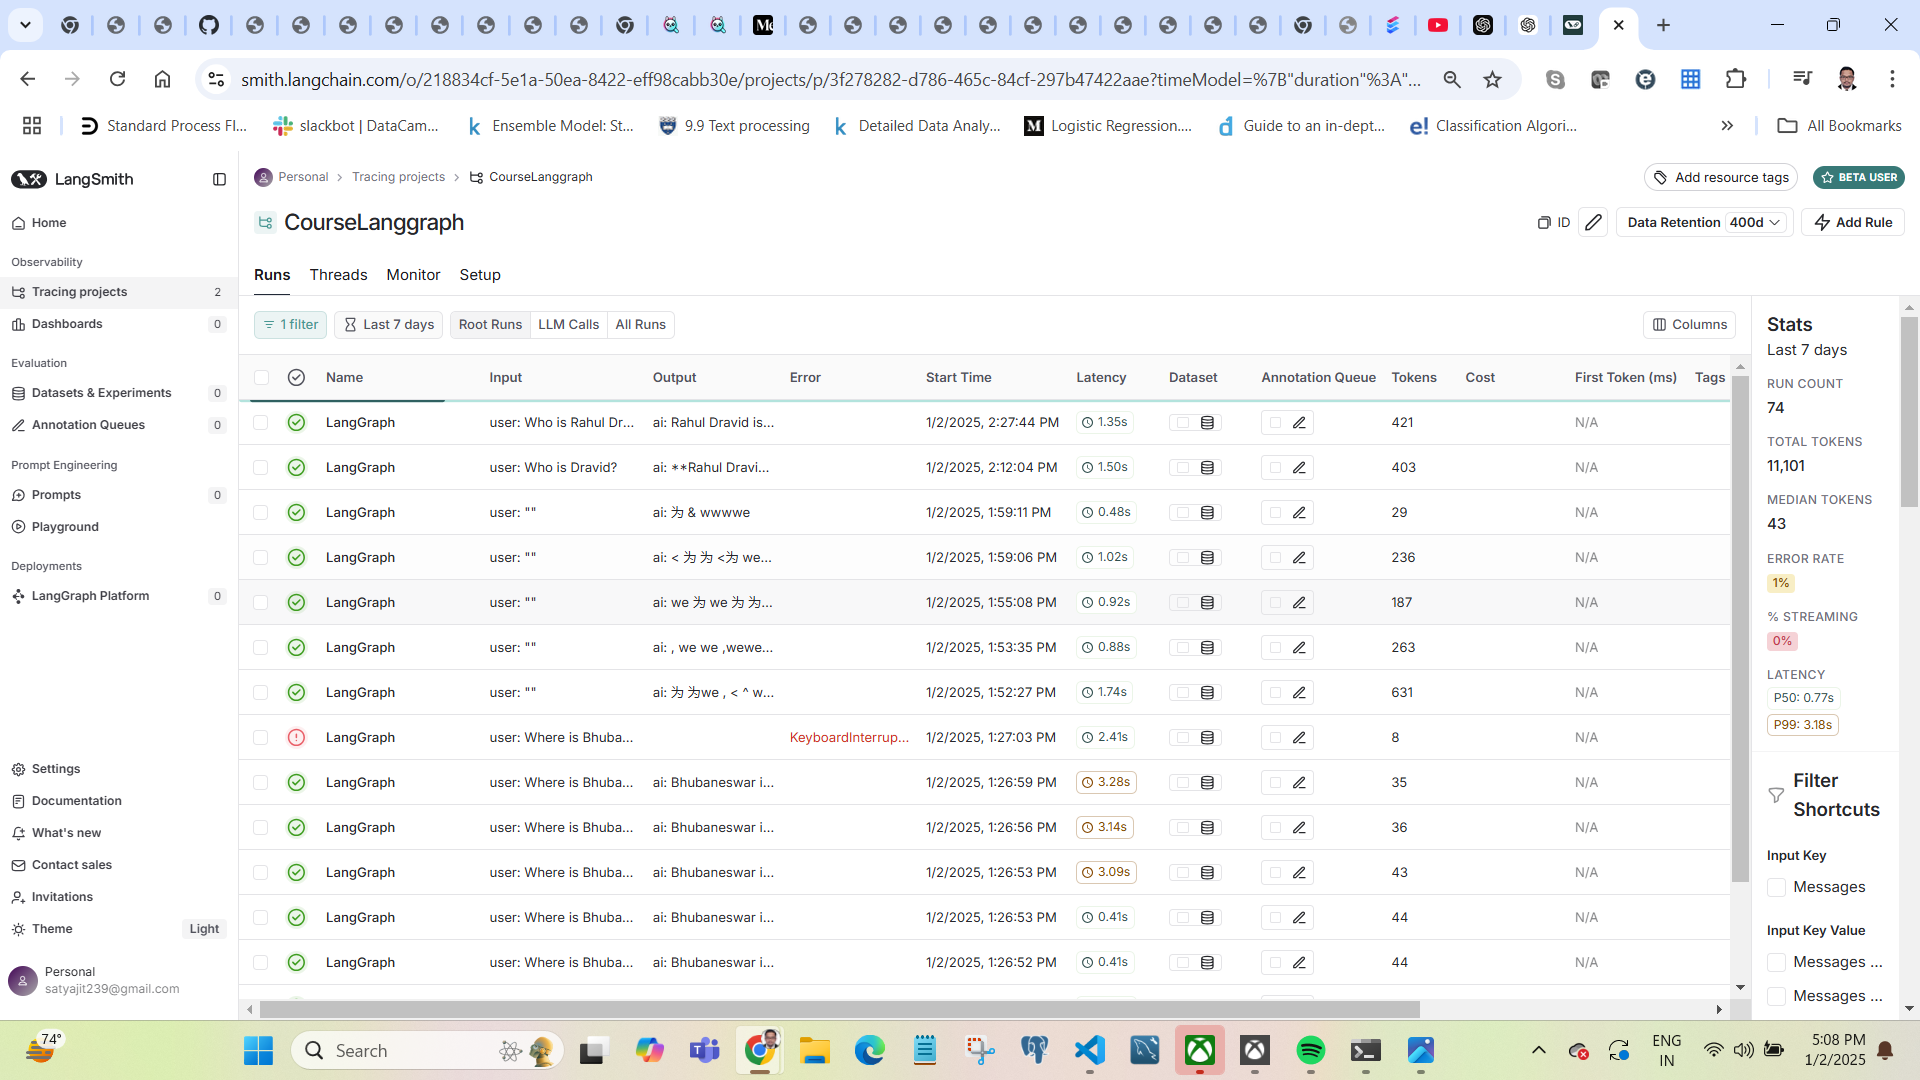 smith.langchain.com/o/218834cf-5e1a-50ea-8422-eff98cabb30e/projects/p/3f278282-d786-465c-84cf-297b47422aae?timeModel=%7B"duration"%3A"...
Standard Process Fl... slackbot | DataCam... Ensemble Model: St... 9.9 Text processing Detailed Data Analy... Logistic Regression.... Guide to an in-dept... Classification Algori... All Bookmarks
LangSmith
Home
Observability
Tracing projects 2
Dashboards 0
Evaluation
Datasets & Experiments 0
Annotation Queues 0
Prompt Engineering
Prompts 0
Playground
Deployments
LangGraph Platform 0
Settings
Documentation
What's new
Contact sales
Invitations
Theme Light
Personal
satyajit239@gmail.com
Personal > Tracing projects > CourseLanggraph
Add resource tags BETA USER
CourseLanggraph
ID Data Retention 400d Add Rule
Runs Threads Monitor Setup
1 filter Last 7 days Root Runs LLM Calls All Runs Columns
Name Input Output Error Start Time Latency Dataset Annotation Queue Tokens Cost First Token (ms) Tags
LangGraph user: Who is Rahul Dr... ai: Rahul Dravid is... 1/2/2025, 2:27:44 PM 1.35s 421 N/A
LangGraph user: Who is Dravid? ai: **Rahul Dravi... 1/2/2025, 2:12:04 PM 1.50s 403 N/A
LangGraph user: "" ai: 为 & wwwwe 1/2/2025, 1:59:11 PM 0.48s 29 N/A
LangGraph user: "" ai: < 为 为 <为 we... 1/2/2025, 1:59:06 PM 1.02s 236 N/A
LangGraph user: "" ai: we 为 we 为 为... 1/2/2025, 1:55:08 PM 0.92s 187 N/A
LangGraph user: "" ai: , we we ,wewe... 1/2/2025, 1:53:35 PM 0.88s 263 N/A
LangGraph user: "" ai: 为 为we , < ^ w... 1/2/2025, 1:52:27 PM 1.74s 631 N/A
LangGraph user: Where is Bhuba... KeyboardInterrup... 1/2/2025, 1:27:03 PM 2.41s 8 N/A
LangGraph user: Where is Bhuba... ai: Bhubaneswar i... 1/2/2025, 1:26:59 PM 3.28s 35 N/A
LangGraph user: Where is Bhuba... ai: Bhubaneswar i... 1/2/2025, 1:26:56 PM 3.14s 36 N/A
LangGraph user: Where is Bhuba... ai: Bhubaneswar i... 1/2/2025, 1:26:53 PM 3.09s 43 N/A
LangGraph user: Where is Bhuba... ai: Bhubaneswar i... 1/2/2025, 1:26:53 PM 0.41s 44 N/A
LangGraph user: Where is Bhuba... ai: Bhubaneswar i... 1/2/2025, 1:26:52 PM 0.41s 44 N/A
Stats
Last 7 days
RUN COUNT
74
TOTAL TOKENS
11,101
MEDIAN TOKENS
43
ERROR RATE
1%
% STREAMING
0%
LATENCY
P50: 0.77s
P99: 3.18s
Filter
Shortcuts
Input Key
Messages
Input Key Value
Messages ...
Messages ...
74°
Search
ENG
IN
5:08 PM
1/2/2025